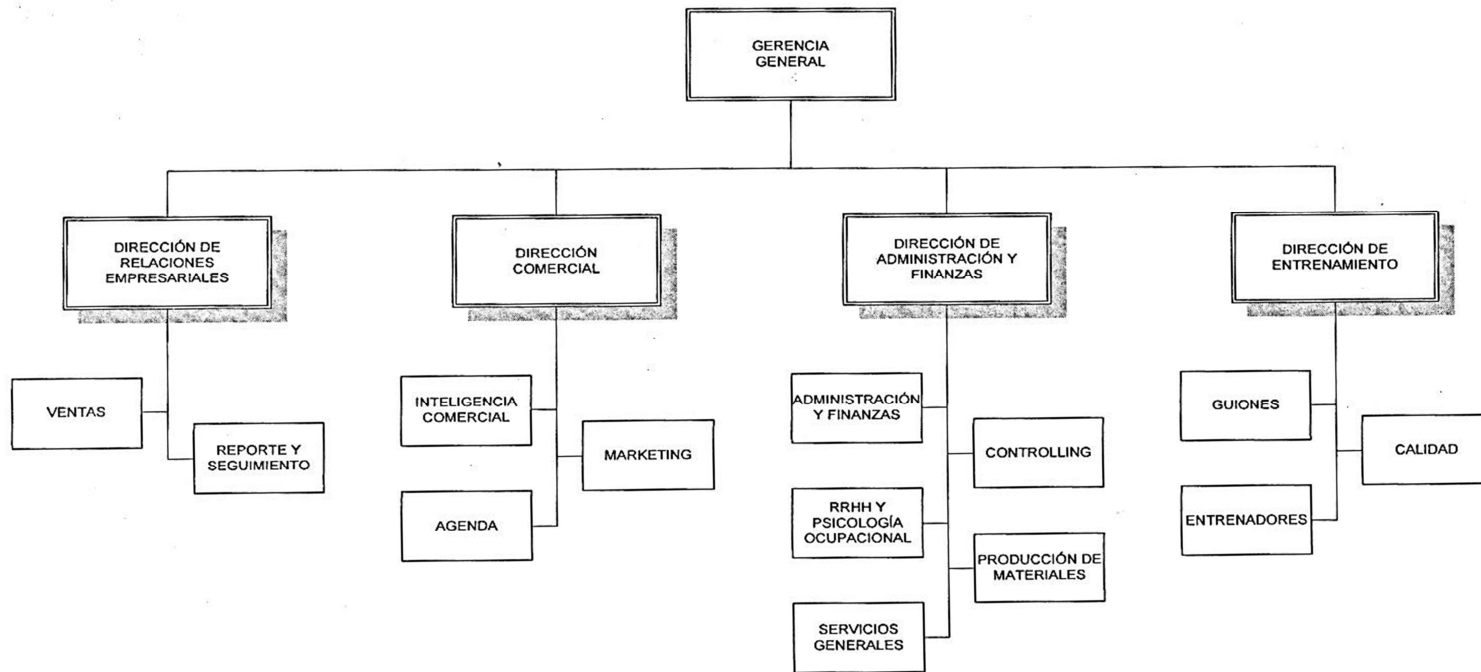 GERENCIA
GENERAL
DIRECCIÓN DE
RELACIONES
EMPRESARIALES
DIRECCIÓN
COMERCIAL
DIRECCIÓN DE
ADMINISTRACIÓN Y
FINANZAS
DIRECCIÓN DE
ENTRENAMIENTO
VENTAS
REPORTE Y
SEGUIMIENTO
INTELIGENCIA
COMERCIAL
MARKETING
AGENDA
ADMINISTRACIÓN
Y FINANZAS
CONTROLLING
RRHH Y
PSICOLOGÍA
OCUPACIONAL
PRODUCCIÓN DE
MATERIALES
SERVICIOS
GENERALES
GUIONES
CALIDAD
ENTRENADORES